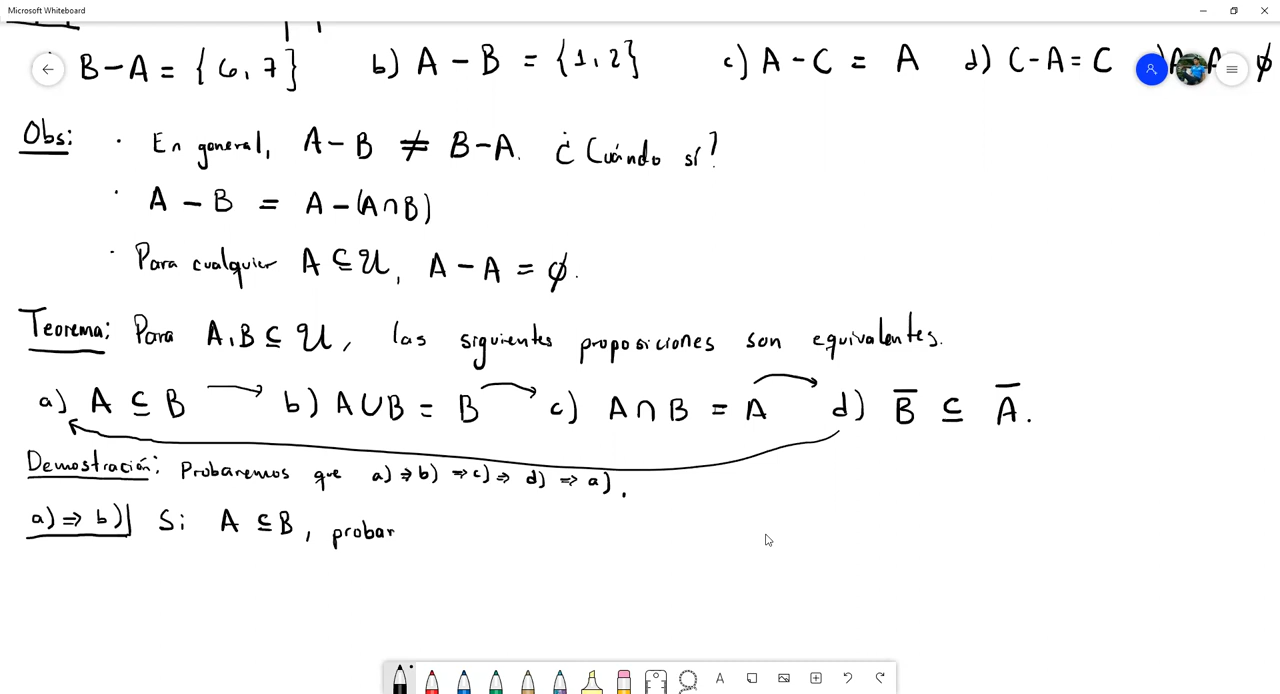 Microsoft Whiteboard
B-A = {6, 7} b) A - B = {1, 2} c) A - C = A d) C - A = C
Obs: · En general, A - B ≠ B - A. ¿Cuándo sí?
· A - B = A - (A ∩ B)
· Para cualquier A ⊆ U, A - A = ∅.
Teorema: Para A, B ⊆ U, las siguientes proposiciones son equivalentes.
a) A ⊆ B → b) A ∪ B = B → c) A ∩ B = A → d) B̅ ⊆ A̅.
Demostración: Probaremos que a) ⇒ b) ⇒ c) ⇒ d) ⇒ a).
a) ⇒ b)| Si A ⊆ B, probar